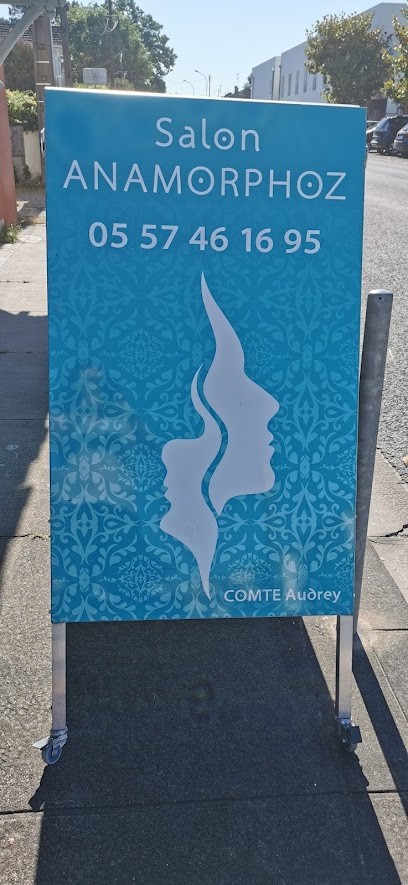 Salon
ANAMORPHOZ
05 57 46 16 95
COMTE Audrey